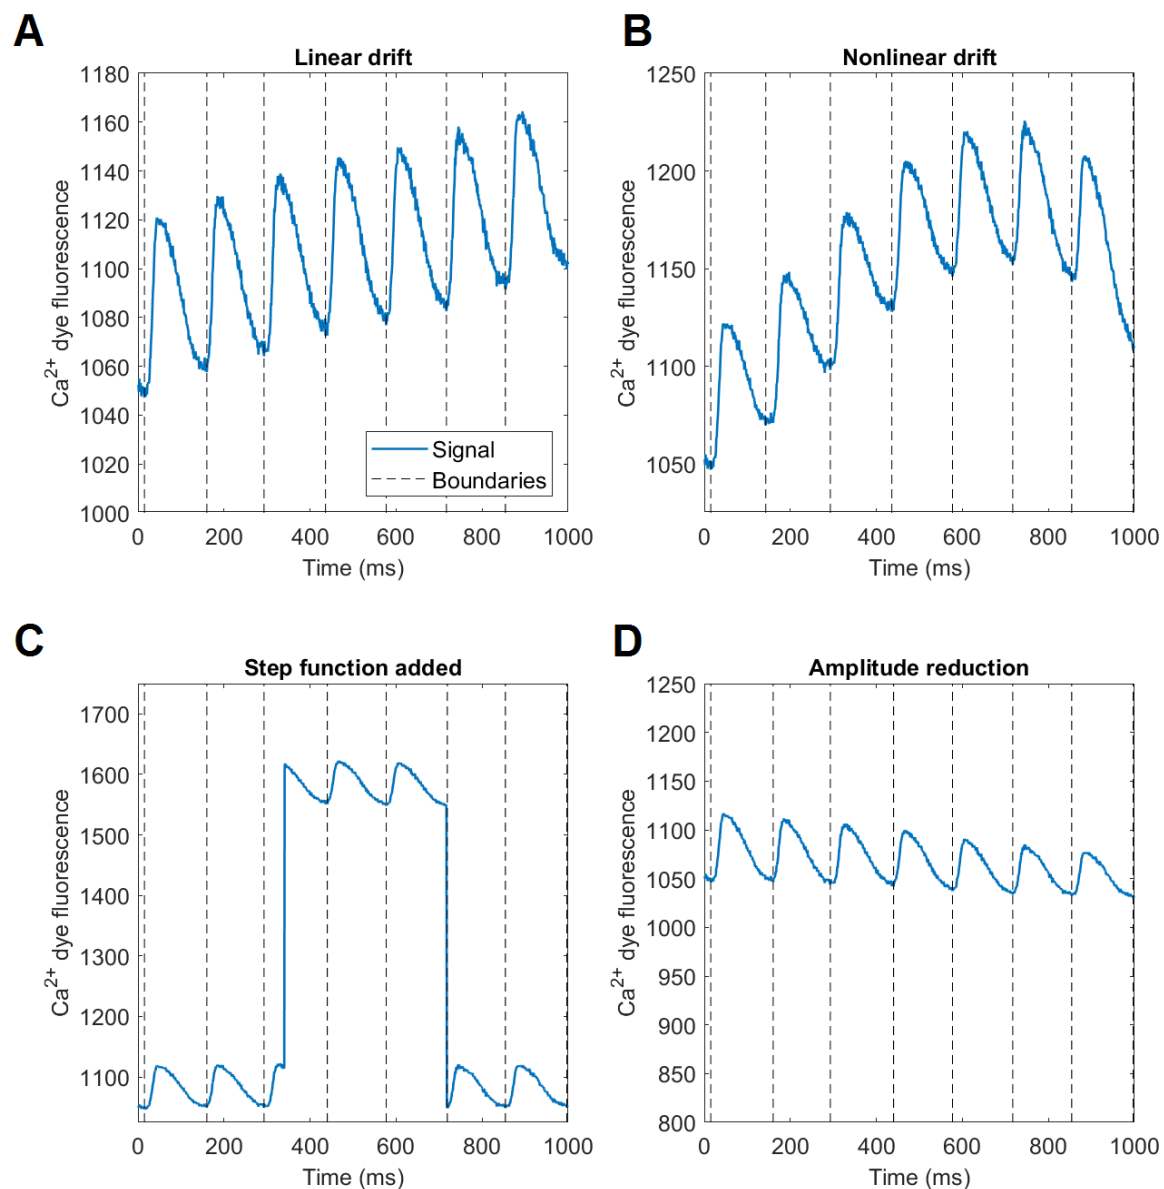 A
Linear drift
1180
1160
1140
1120
1100
1080
1060
1040
1020
1000
Ca²⁺ dye fluorescence
Signal
Boundaries
0 200 400 600 800 1000
Time (ms)
B
Nonlinear drift
1250
1200
1150
1100
1050
Ca²⁺ dye fluorescence
0 200 400 600 800 1000
Time (ms)
C
Step function added
1700
1600
1500
1400
1300
1200
1100
Ca²⁺ dye fluorescence
0 200 400 600 800 1000
Time (ms)
D
Amplitude reduction
1250
1200
1150
1100
1050
1000
950
900
850
800
Ca²⁺ dye fluorescence
0 200 400 600 800 1000
Time (ms)